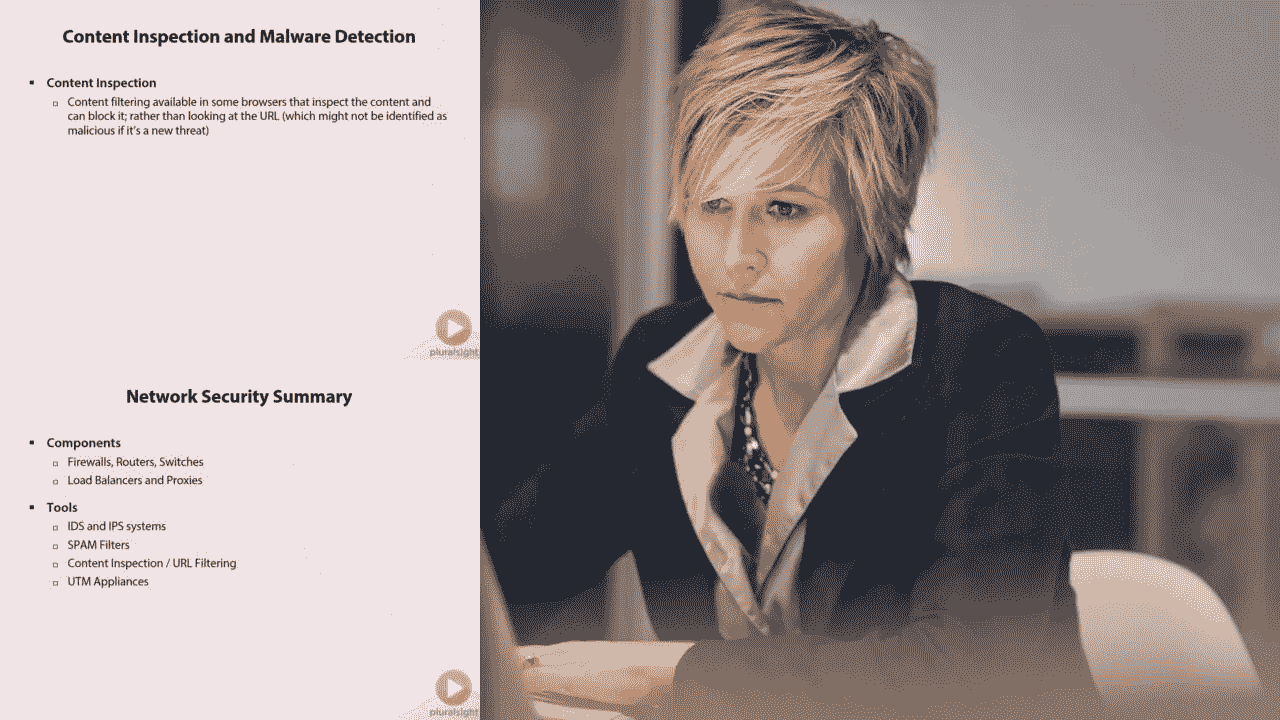 Content Inspection and Malware Detection
Content Inspection
Content filtering available in some browsers that inspect the content and
can block it; rather than looking at the URL (which might not be identified as
malicious if it's a new threat)
pluralsight
Network Security Summary
Components
Firewalls, Routers, Switches
Load Balancers and Proxies
Tools
IDS and IPS systems
SPAM Filters
Content Inspection / URL Filtering
UTM Appliances
pluralsight